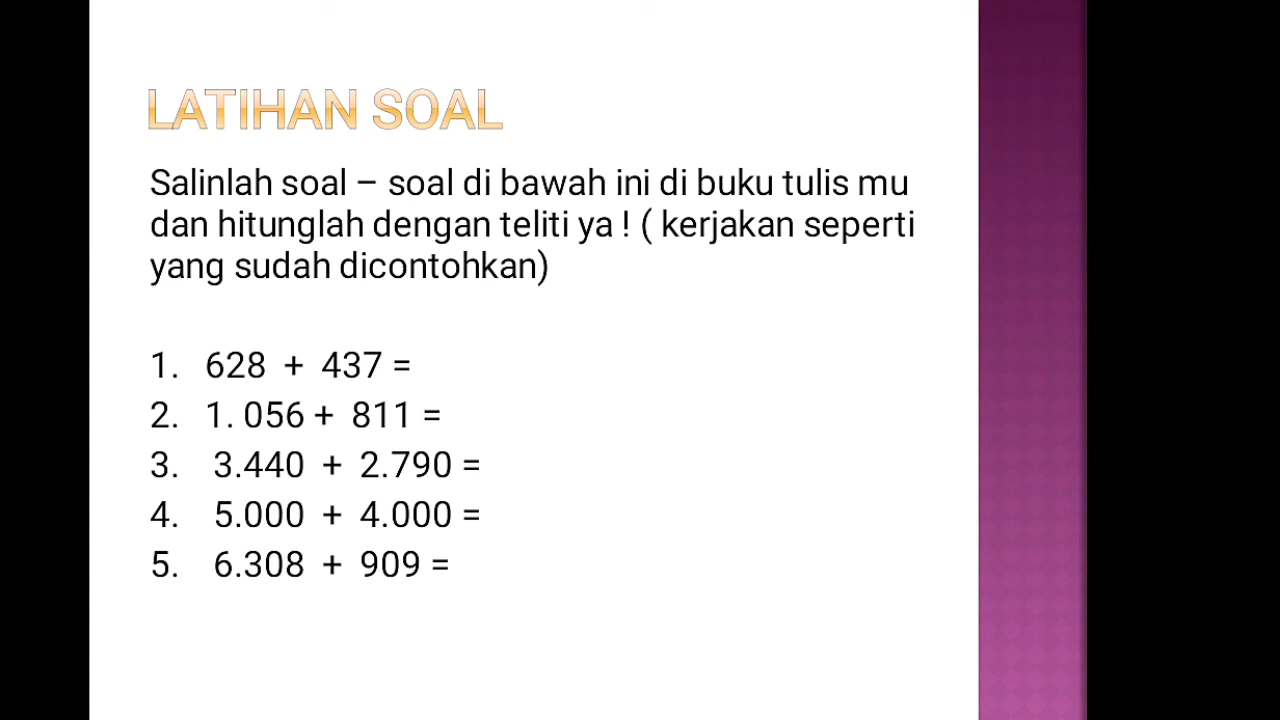 LATIHAN SOAL
Salinlah soal – soal di bawah ini di buku tulis mu
dan hitunglah dengan teliti ya ! ( kerjakan seperti
yang sudah dicontohkan)
1. 628 + 437 =
2. 1. 056 + 811 =
3. 3.440 + 2.790 =
4. 5.000 + 4.000 =
5. 6.308 + 909 =